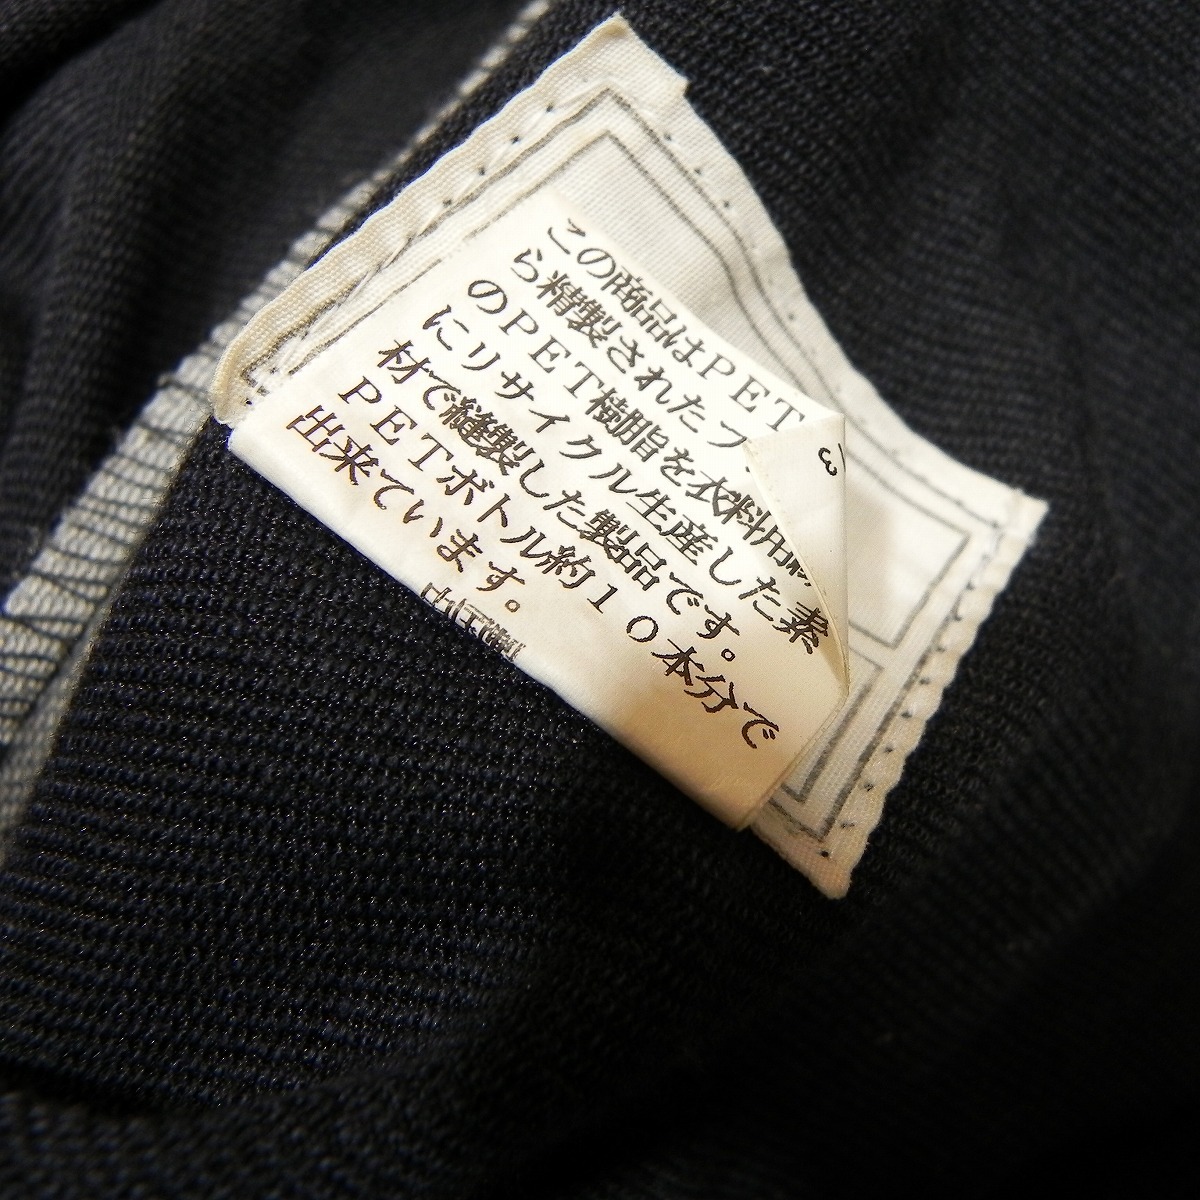 この商品はPET
ら精製されたフ
のPET樹脂を衣料用
にリサイクル生産した素
材で縫製した製品です。
PETボトル約10本分で
出来ています。